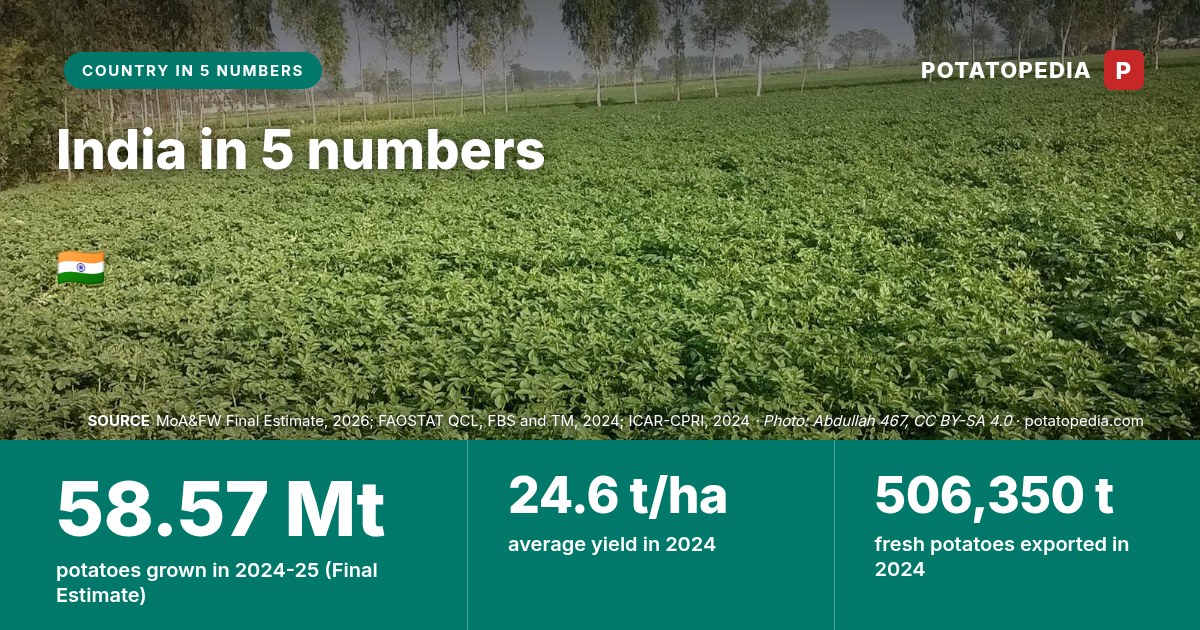 COUNTRY IN 5 NUMBERS
POTATOPEDIA P
India in 5 numbers
SOURCE MoA&FW Final Estimate, 2026; FAOSTAT QCL, FBS and TM, 2024; ICAR-CPRI, 2024 · Photo: Abdullah 467, CC BY-SA 4.0 · potatopedia.com
58.57 Mt
potatoes grown in 2024-25 (Final
Estimate)
24.6 t/ha
average yield in 2024
506,350 t
fresh potatoes exported in
2024